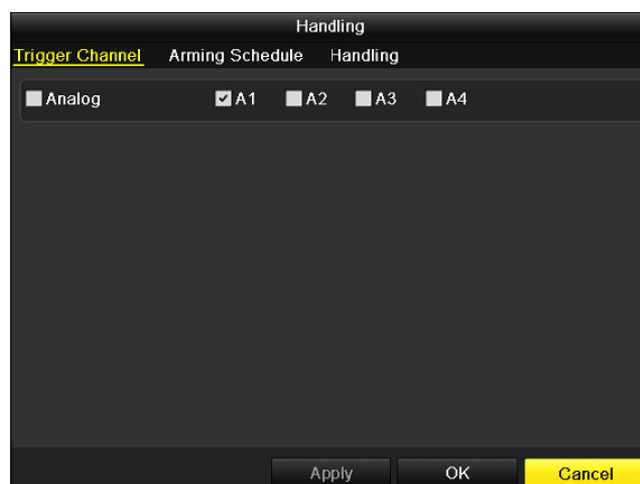 Handling
Trigger Channel Arming Schedule Handling
Analog A1 A2 A3 A4
Apply OK Cancel